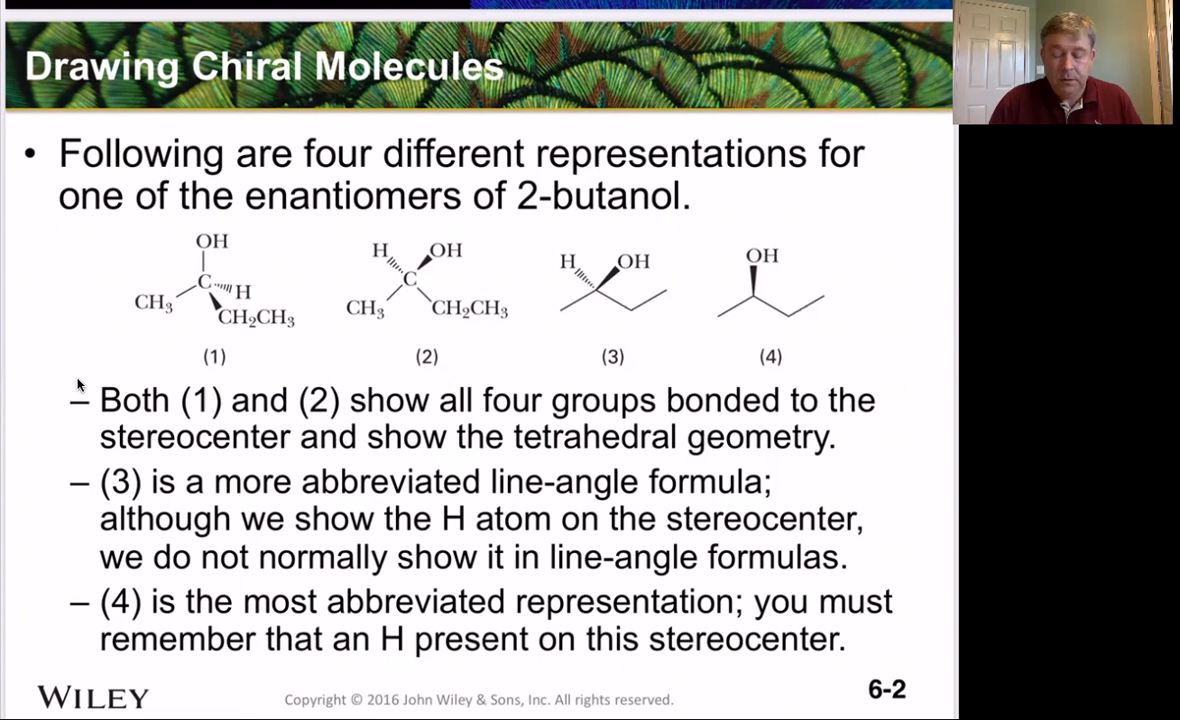 Drawing Chiral Molecules
• Following are four different representations for
one of the enantiomers of 2-butanol.
OH
C
H
CH₃
CH₂CH₃
(1)
H OH
C
CH₃ CH₂CH₃
(2)
H OH
(3)
OH
(4)
– Both (1) and (2) show all four groups bonded to the
stereocenter and show the tetrahedral geometry.
– (3) is a more abbreviated line-angle formula;
although we show the H atom on the stereocenter,
we do not normally show it in line-angle formulas.
– (4) is the most abbreviated representation; you must
remember that an H present on this stereocenter.
WILEY
Copyright © 2016 John Wiley & Sons, Inc. All rights reserved.
6-2